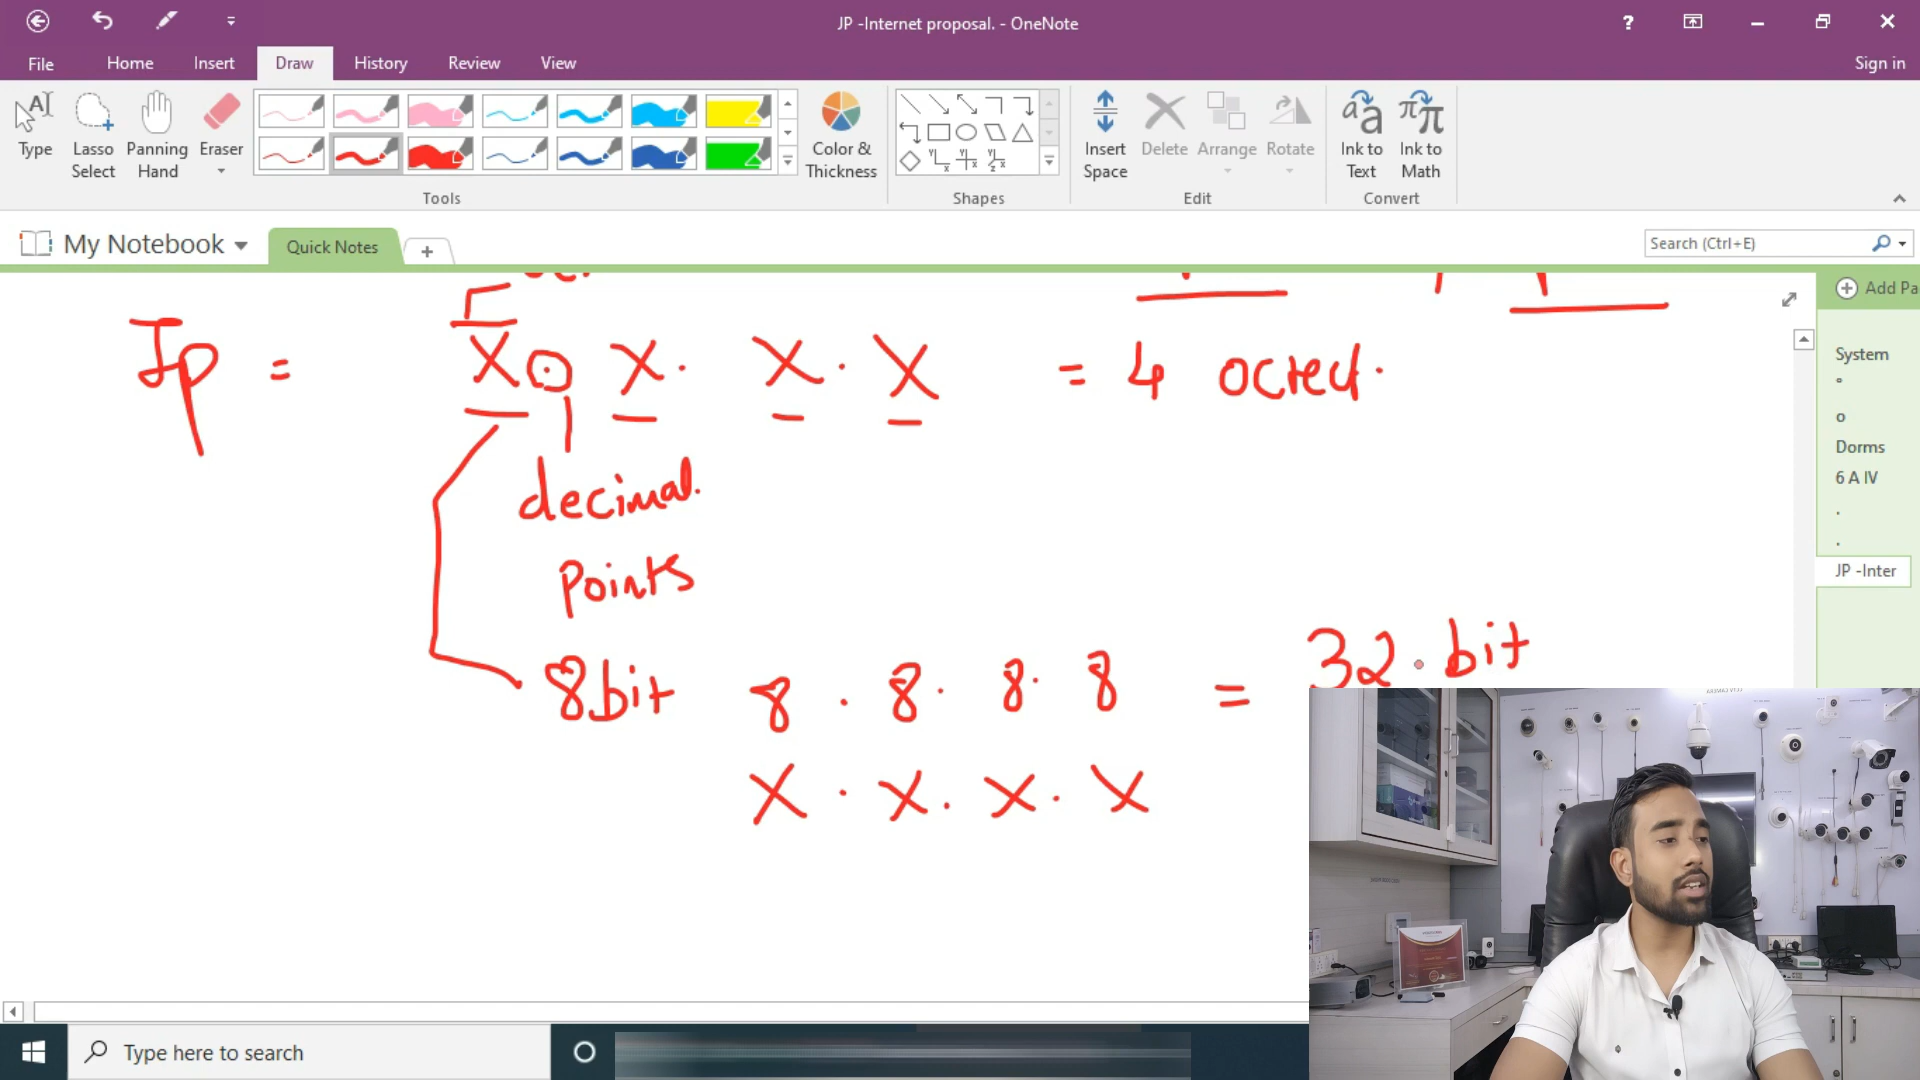 JP -Internet proposal. - OneNote
File Home Insert Draw History Review View Sign in
Type Lasso Select Panning Hand Eraser Color & Thickness Insert Space Delete Arrange Rotate Ink to Text Ink to Math
Tools Shapes Edit Convert
My Notebook Quick Notes Search (Ctrl+E)
Add Pa
System
o
Dorms
6 A IV
.
.
JP -Inter
Ip = X . X . X . X = 4 octed.
decimal.
points
8bit 8 . 8 . 8 . 8 = 32 bit
X . X . X . X
Type here to search